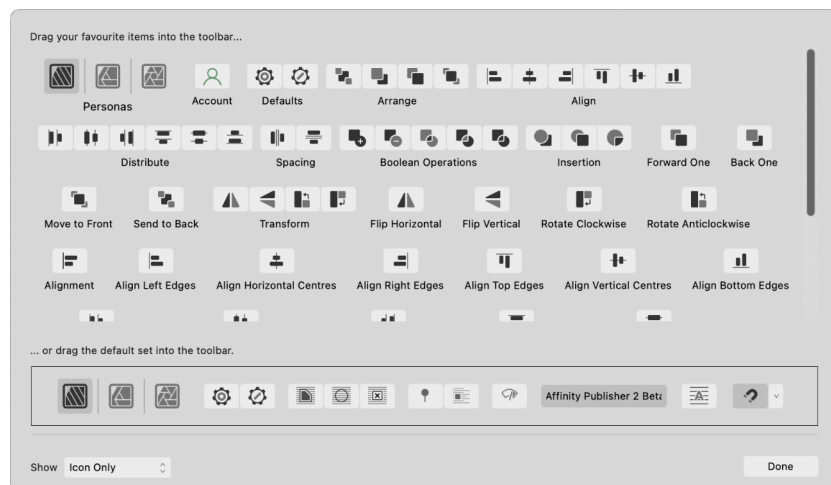 Drag your favourite items into the toolbar...
Personas Account Defaults Arrange Align
Distribute Spacing Boolean Operations Insertion Forward One Back One
Move to Front Send to Back Transform Flip Horizontal Flip Vertical Rotate Clockwise Rotate Anticlockwise
Alignment Align Left Edges Align Horizontal Centres Align Right Edges Align Top Edges Align Vertical Centres Align Bottom Edges
... or drag the default set into the toolbar.
Affinity Publisher 2 Beta
Show Icon Only Done